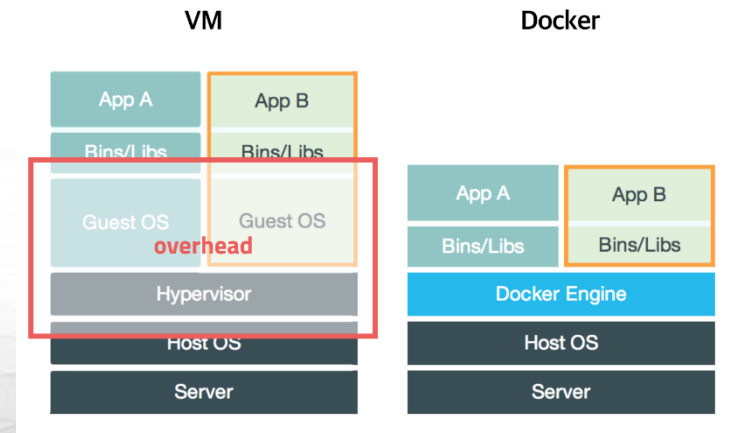 VM
App A
App B
Bins/Libs
Bins/Libs
Guest OS
Guest OS
overhead
Hypervisor
Host OS
Server
Docker
App A
App B
Bins/Libs
Bins/Libs
Docker Engine
Host OS
Server